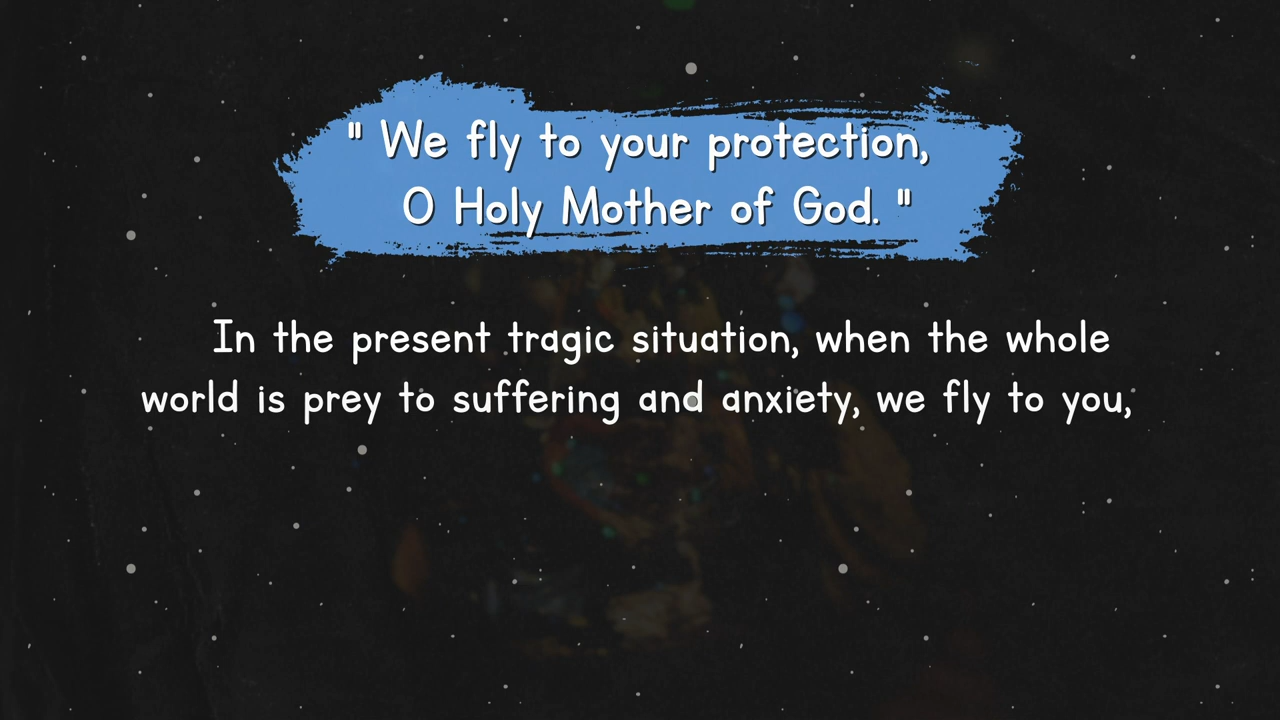 " We fly to your protection,
O Holy Mother of God. "
In the present tragic situation, when the whole
world is prey to suffering and anxiety, we fly to you,